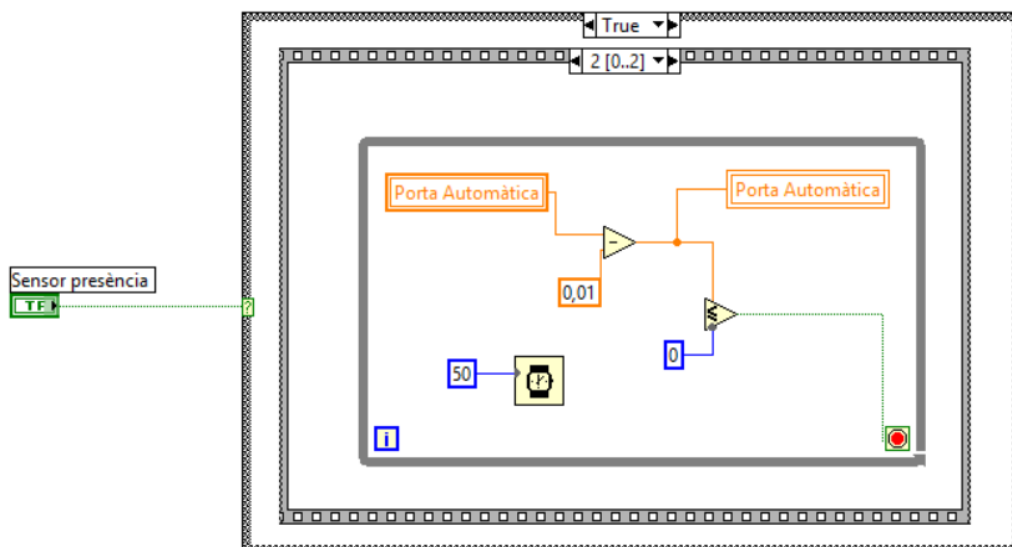 True
2 [0..2]
Porta Automàtica
Porta Automàtica
-
Sensor presència
TF
?
0,01
≤
0
50
i